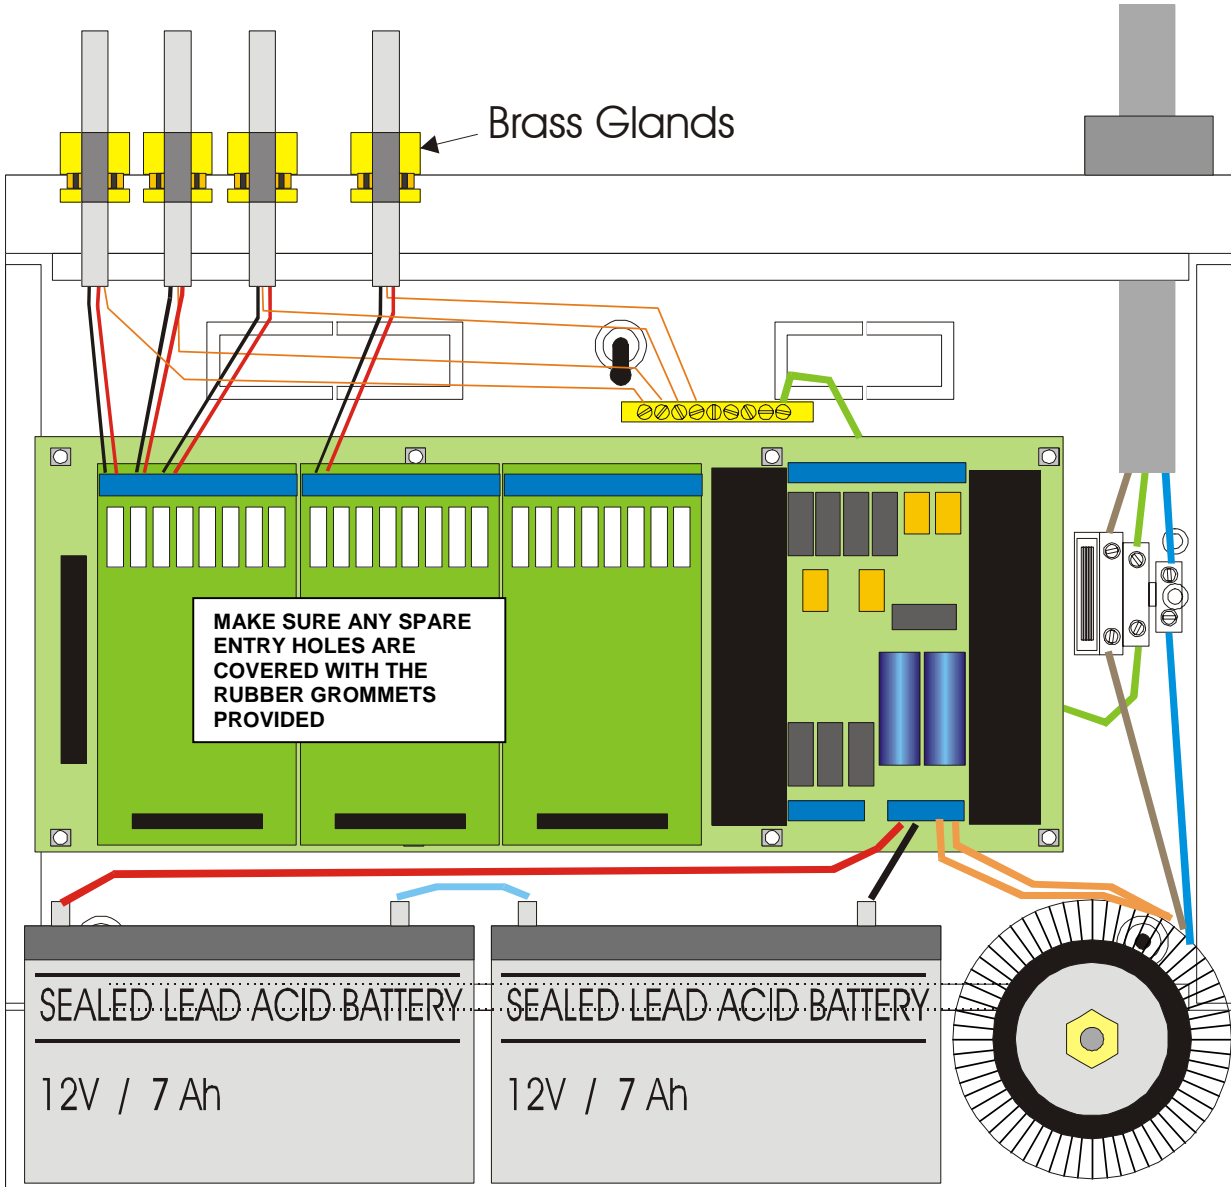 Brass Glands
MAKE SURE ANY SPARE
ENTRY HOLES ARE
COVERED WITH THE
RUBBER GROMMETS
PROVIDED
SEALED LEAD ACID BATTERY
12V / 7 Ah
SEALED LEAD ACID BATTERY
12V / 7 Ah